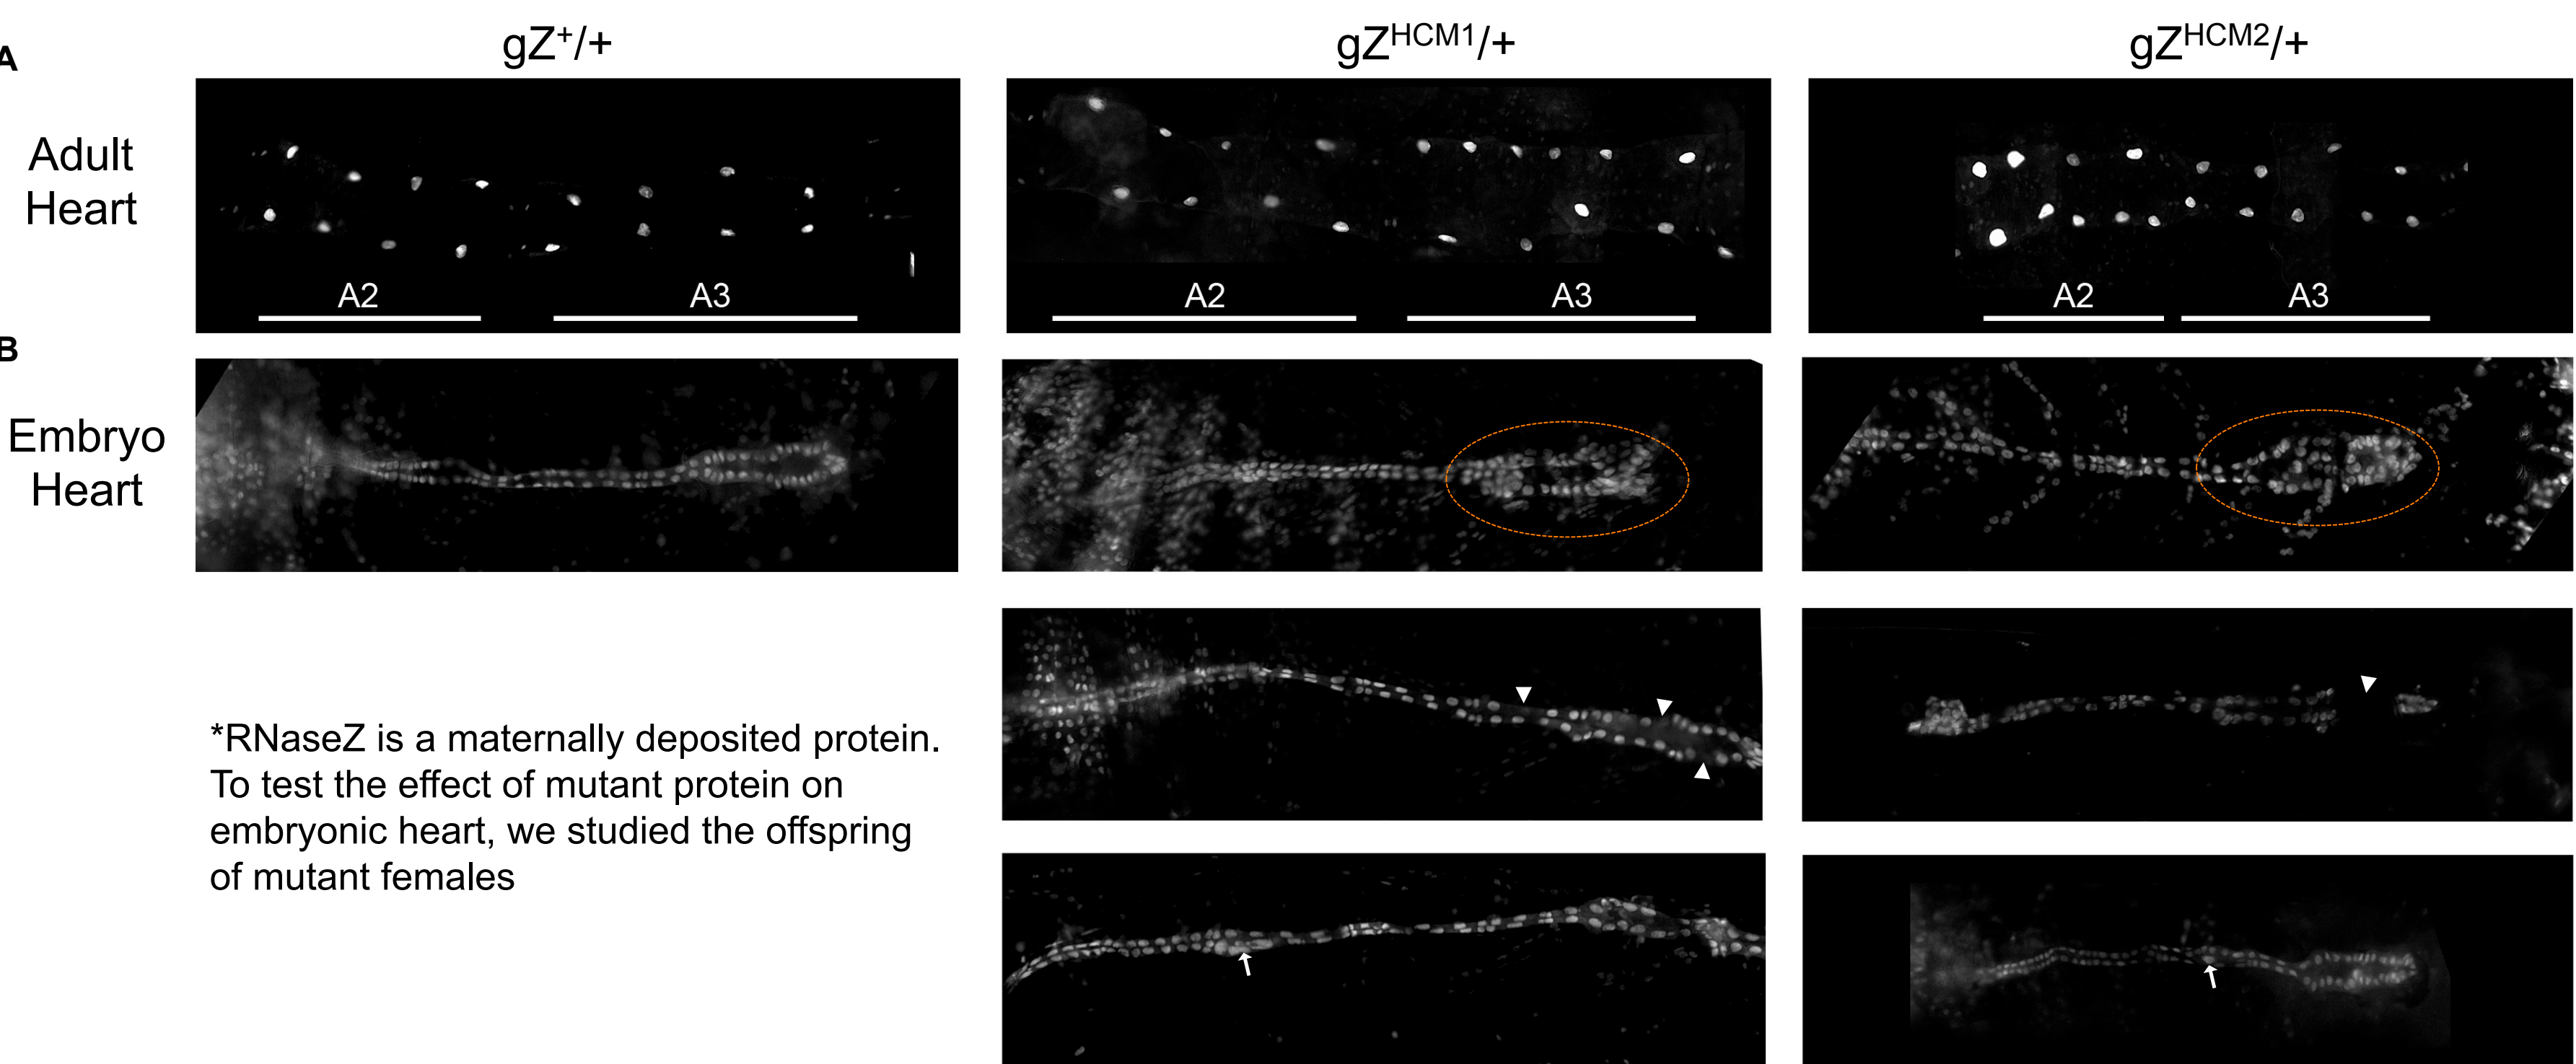 A
gZ⁺/+
gZᴴᶜᴹ¹/+
gZᴴᶜᴹ²/+
Adult
Heart
A2
A3
A2
A3
A2
A3
B
Embryo
Heart
*RNaseZ is a maternally deposited protein.
To test the effect of mutant protein on
embryonic heart, we studied the offspring
of mutant females